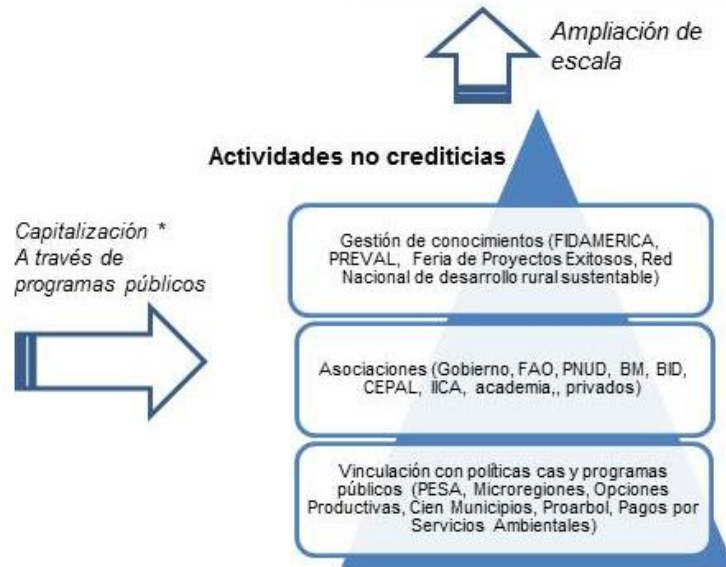 Ampliación de
escala
Actividades no crediticias
Capitalización *
A través de
programas públicos
Gestión de conocimientos (FIDAMERICA,
PREVAL, Feria de Proyectos Exitosos, Red
Nacional de desarrollo rural sustentable)
Asociaciones (Gobierno, FAO, PNUD, BM, BID,
CEPAL, IICA, academia,, privados)
Vinculación con políticas cas y programas
públicos (PESA, Microregiones, Opciones
Productivas, Cien Municipios, Proarbol, Pagos por
Servicios Ambientales)